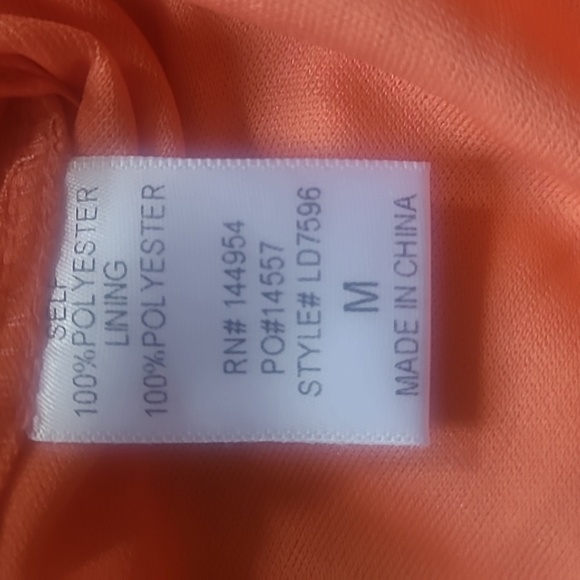 SELF
100%POLYESTER
LINING
100%POLYESTER
RN# 144954
PO#14557
STYLE# LD7596
M
MADE IN CHINA